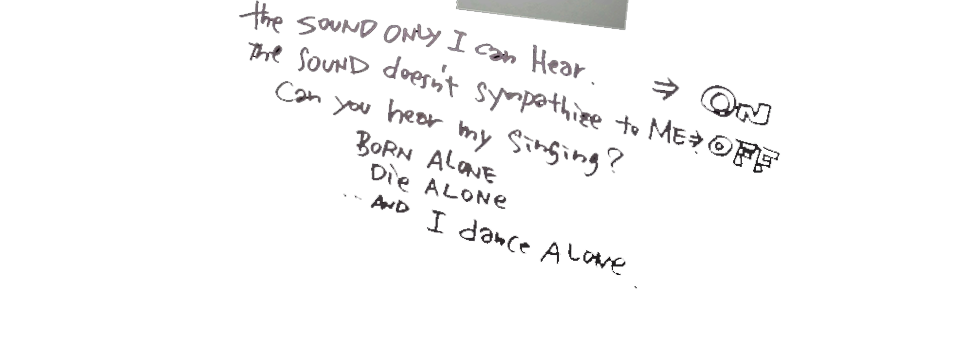 the SOUND ONLY I can Hear. ⇒ ON
The SOUND doesn't sympathize to ME ⇒ OFF
Can you hear my singing?
BORN ALONE
Die ALONe
.. AND I dance ALONE.